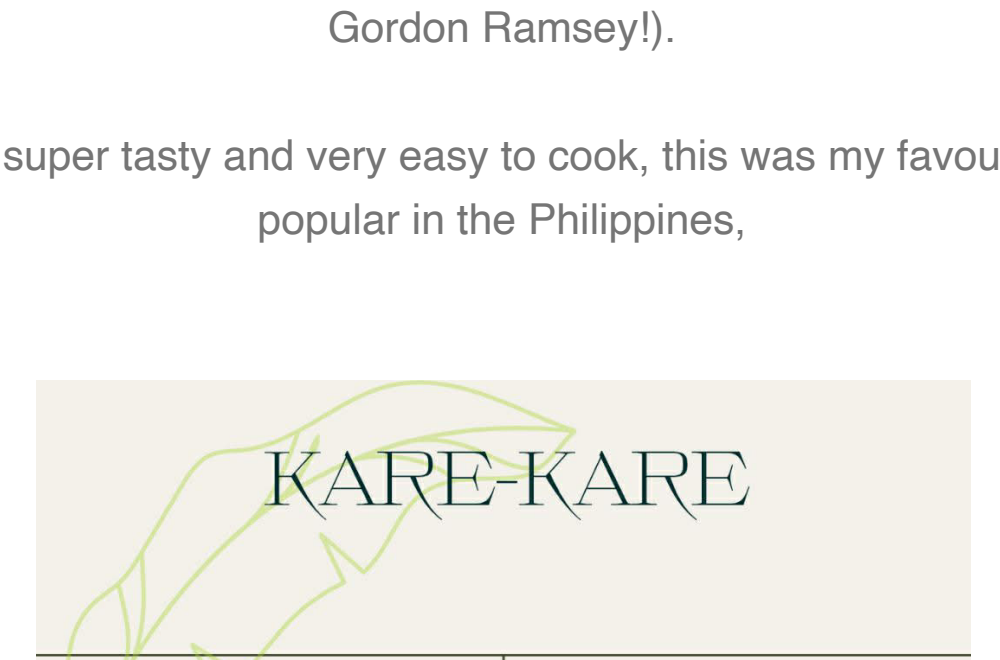 Gordon Ramsey!).
super tasty and very easy to cook, this was my favou
popular in the Philippines,
KARE-KARE